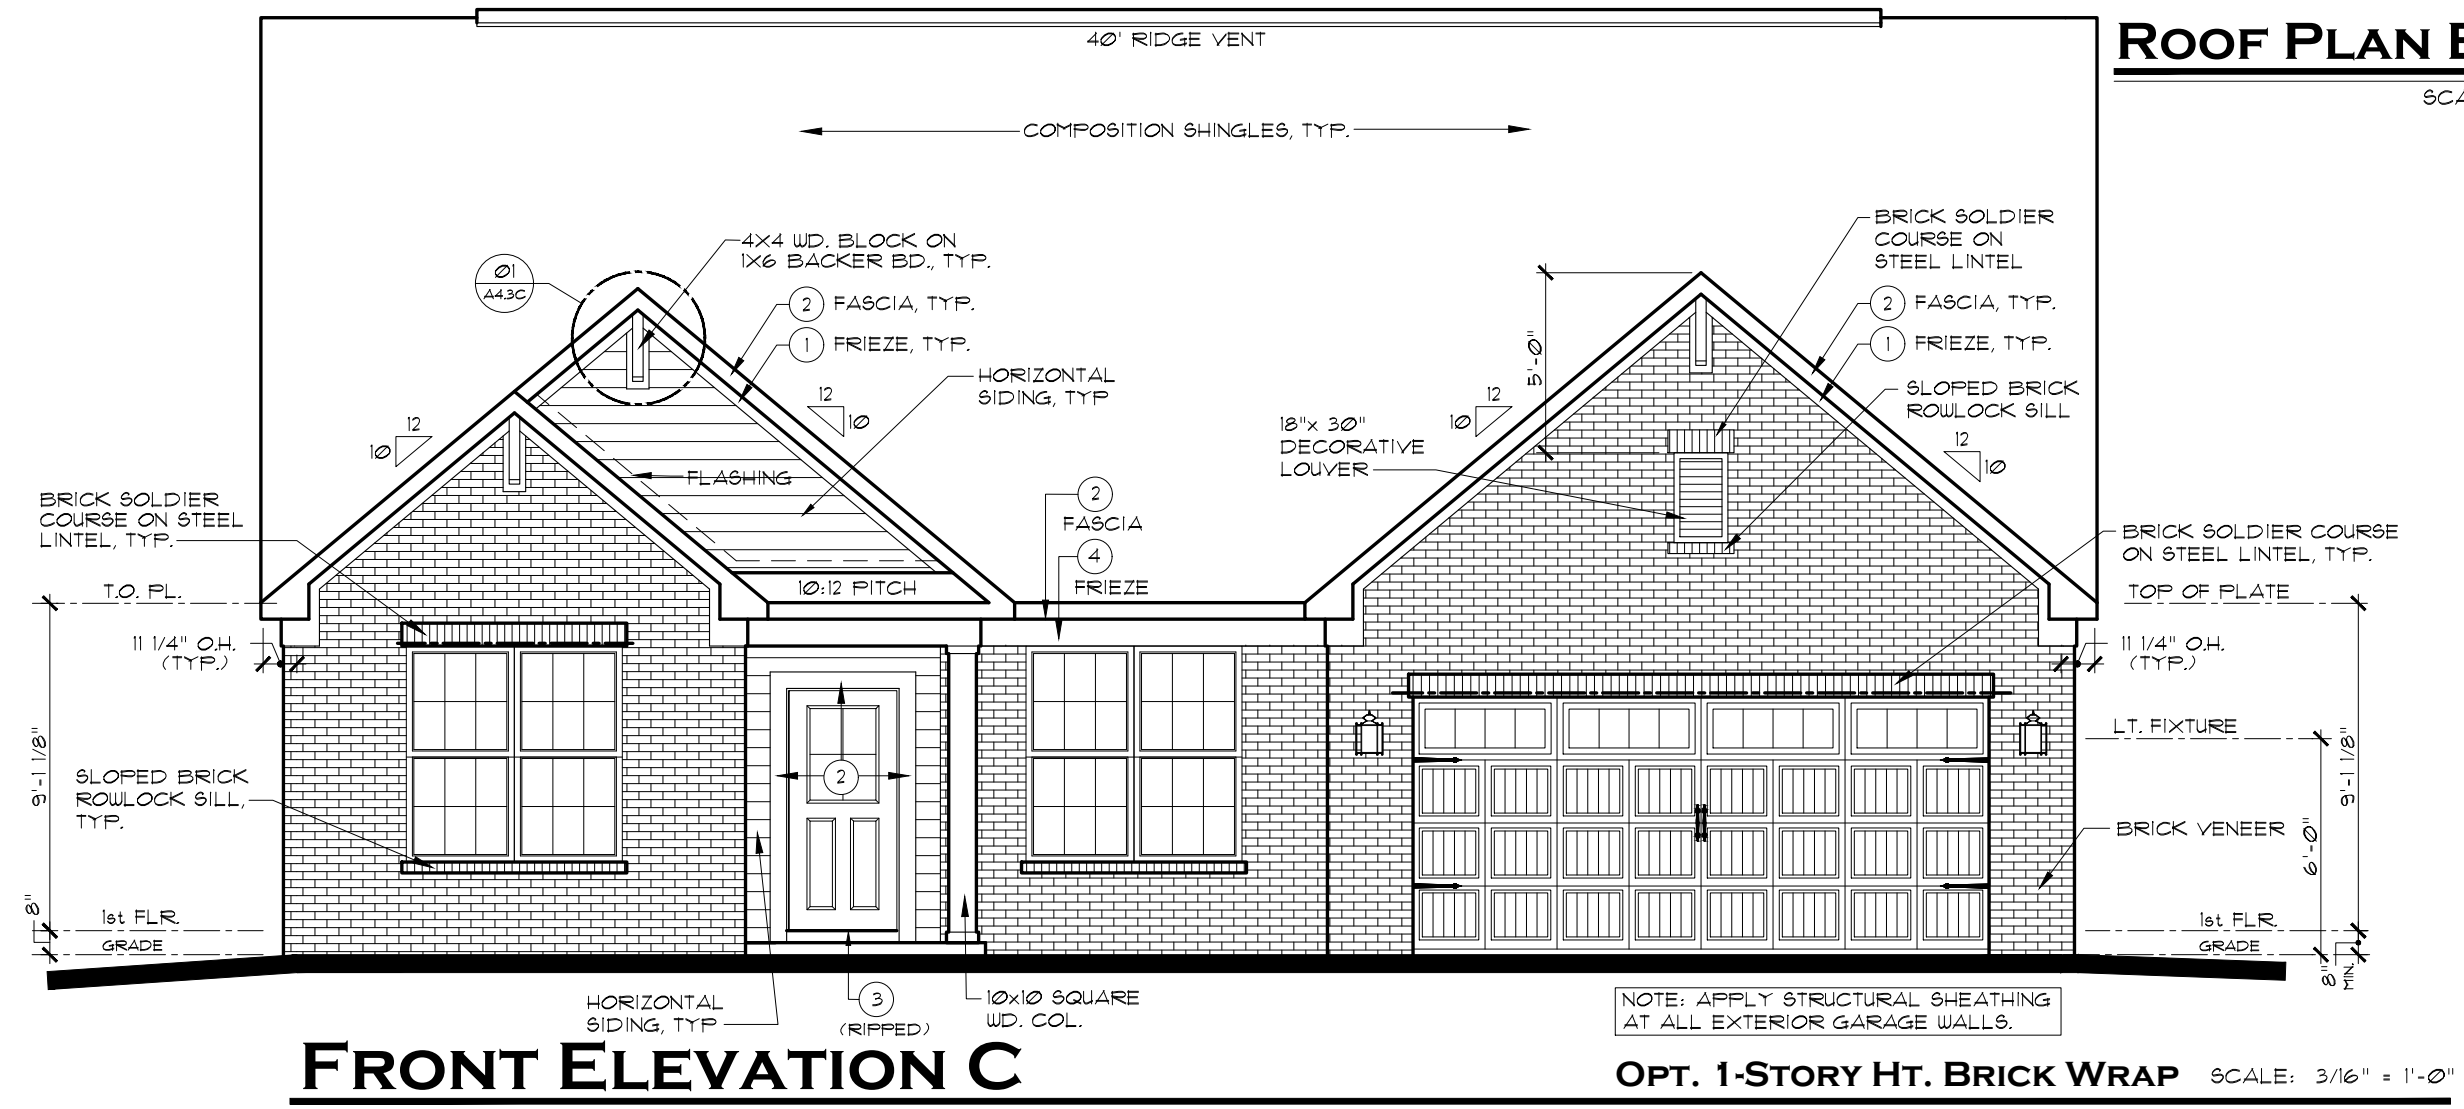 40' RIDGE VENT
ROOF PLAN
SCA
COMPOSITION SHINGLES, TYP.
4X4 WD. BLOCK ON
1X6 BACKER BD., TYP.
Ø1
A4.3C
2 FASCIA, TYP.
1 FRIEZE, TYP.
HORIZONTAL
SIDING, TYP
12
10
12
10
FLASHING
10:12 PITCH
2
FASCIA
4
FRIEZE
BRICK SOLDIER
COURSE ON
STEEL LINTEL
2 FASCIA, TYP.
1 FRIEZE, TYP.
SLOPED BRICK
ROWLOCK SILL
5'-0"
12
10
12
10
18"x 30"
DECORATIVE
LOUVER
BRICK SOLDIER
COURSE ON STEEL
LINTEL, TYP.
T.O. PL.
11 1/4" O.H.
(TYP.)
9'-1 1/8"
SLOPED BRICK
ROWLOCK SILL,
TYP.
8"
1st FLR.
GRADE
2
BRICK SOLDIER COURSE
ON STEEL LINTEL, TYP.
TOP OF PLATE
11 1/4" O.H.
(TYP.)
LT. FIXTURE
9'-1 1/8"
6'-0"
BRICK VENEER
1st FLR.
GRADE
8"
MIN.
HORIZONTAL
SIDING, TYP
3
(RIPPED)
10x10 SQUARE
WD. COL.
NOTE: APPLY STRUCTURAL SHEATHING
AT ALL EXTERIOR GARAGE WALLS.
FRONT ELEVATION C
OPT. 1-STORY HT. BRICK WRAP SCALE: 3/16" = 1'-0"